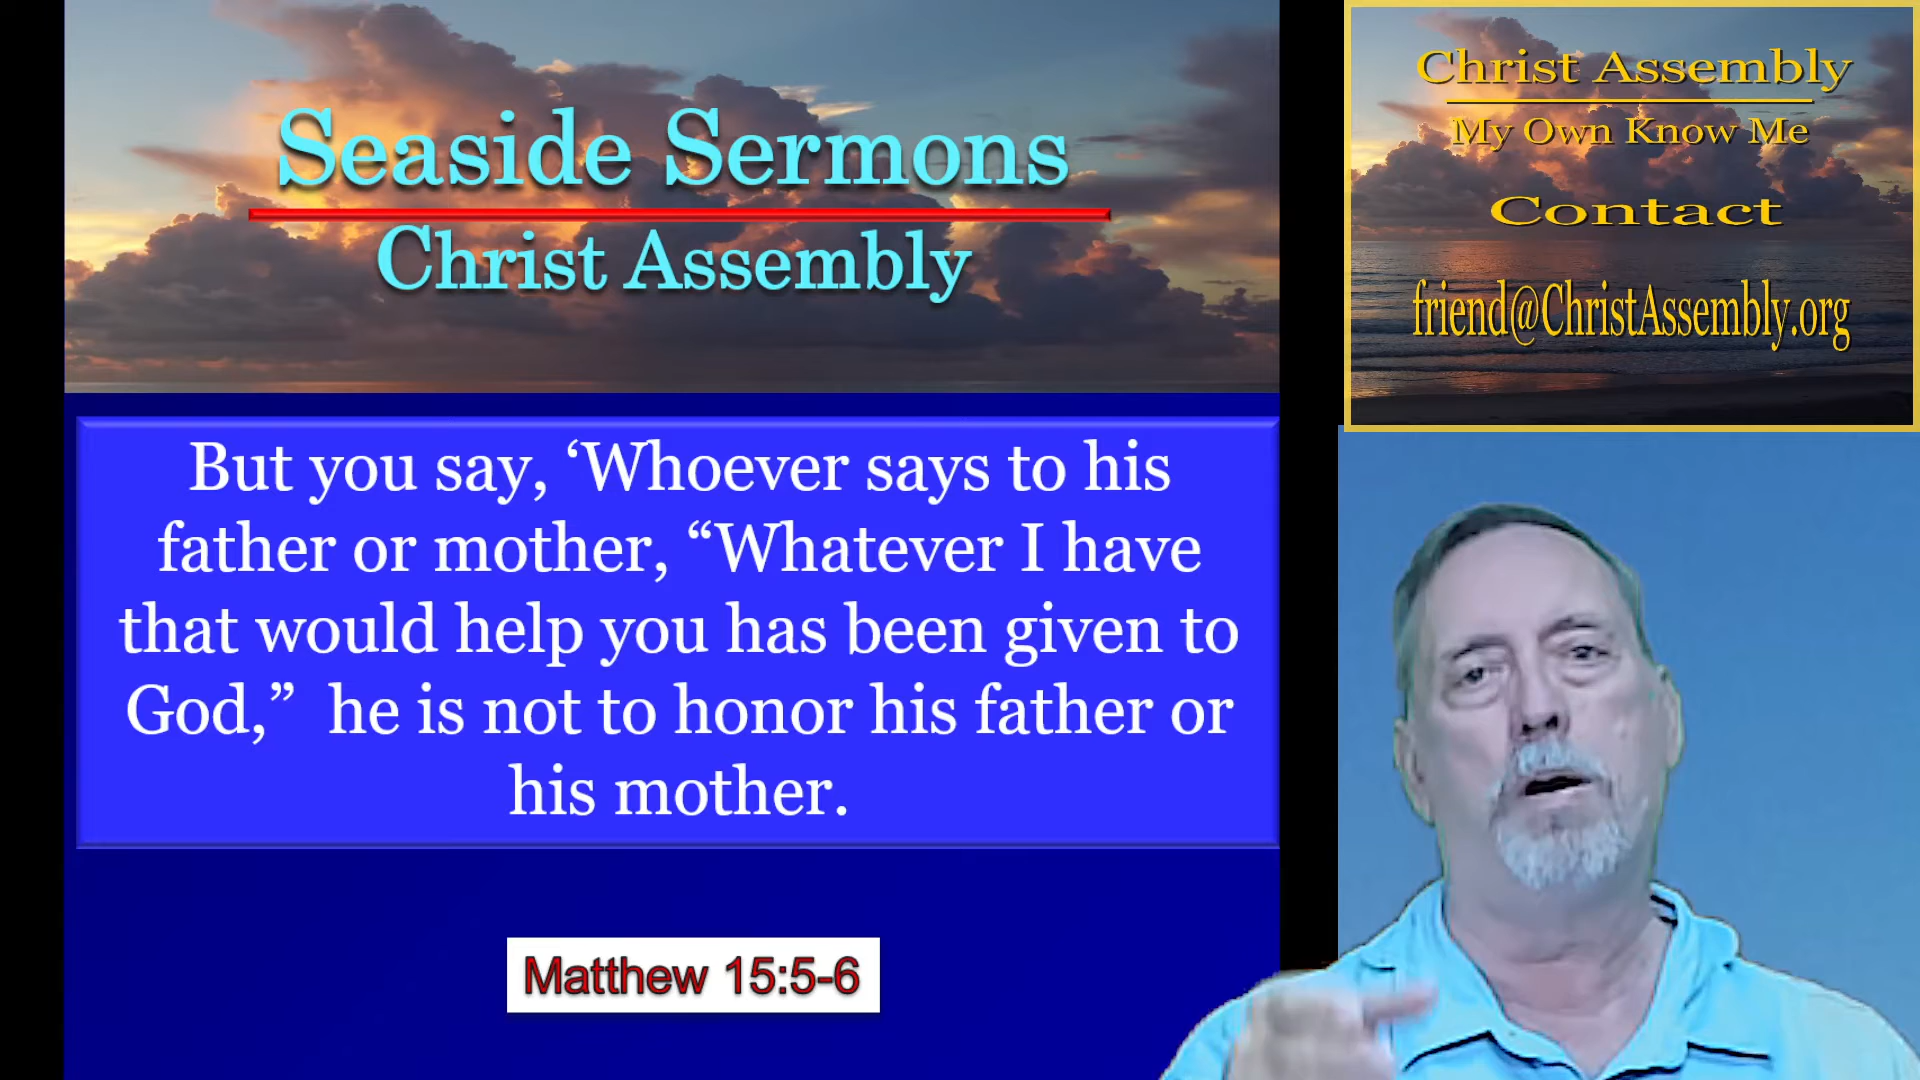 Seaside Sermons
Christ Assembly
But you say, ‘Whoever says to his
father or mother, “Whatever I have
that would help you has been given to
God,”  he is not to honor his father or
his mother.
Matthew 15:5-6
Christ Assembly
My Own Know Me
Contact
friend@ChristAssembly.org